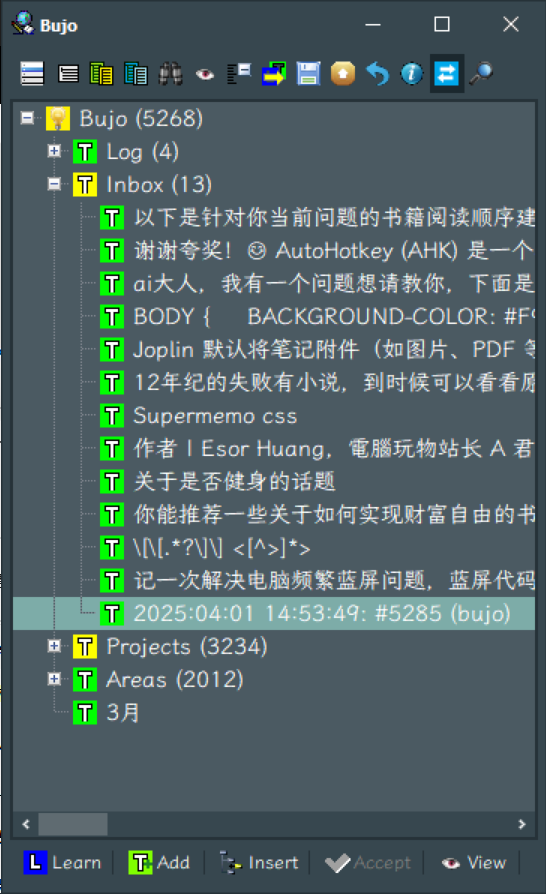 Bujo
Bujo (5268)
Log (4)
Inbox (13)
以下是针对你当前问题的书籍阅读顺序建
谢谢夸奖！😄 AutoHotkey (AHK) 是一个
ai大人，我有一个问题想请教你，下面是
BODY { BACKGROUND-COLOR: #F9
Joplin 默认将笔记附件（如图片、PDF 等
12年纪的失败有小说，到时候可以看看原
Supermemo css
作者 | Esor Huang，電腦玩物站长 A 君
关于是否健身的话题
你能推荐一些关于如何实现财富自由的书
\[\[.*?\]\] <[^>]*>
记一次解决电脑频繁蓝屏问题，蓝屏代码
2025:04:01 14:53:49: #5285 (bujo)
Projects (3234)
Areas (2012)
3月
Learn Add Insert Accept View